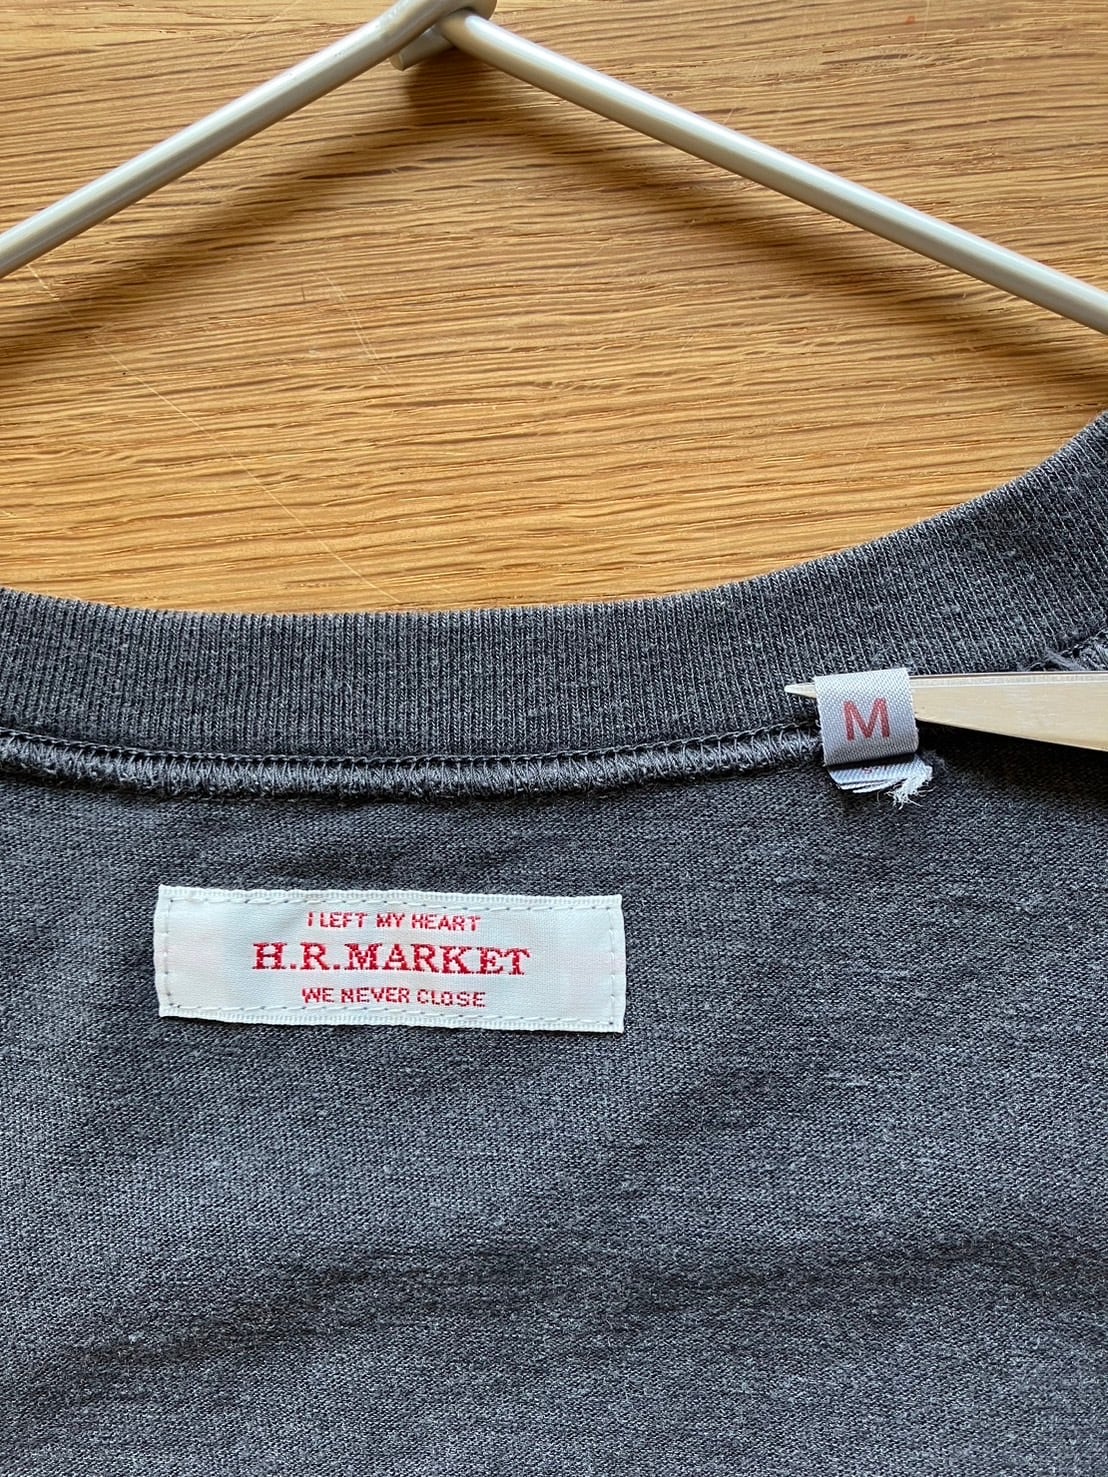 M
I LEFT MY HEART
H.R.MARKET
WE NEVER CLOSE